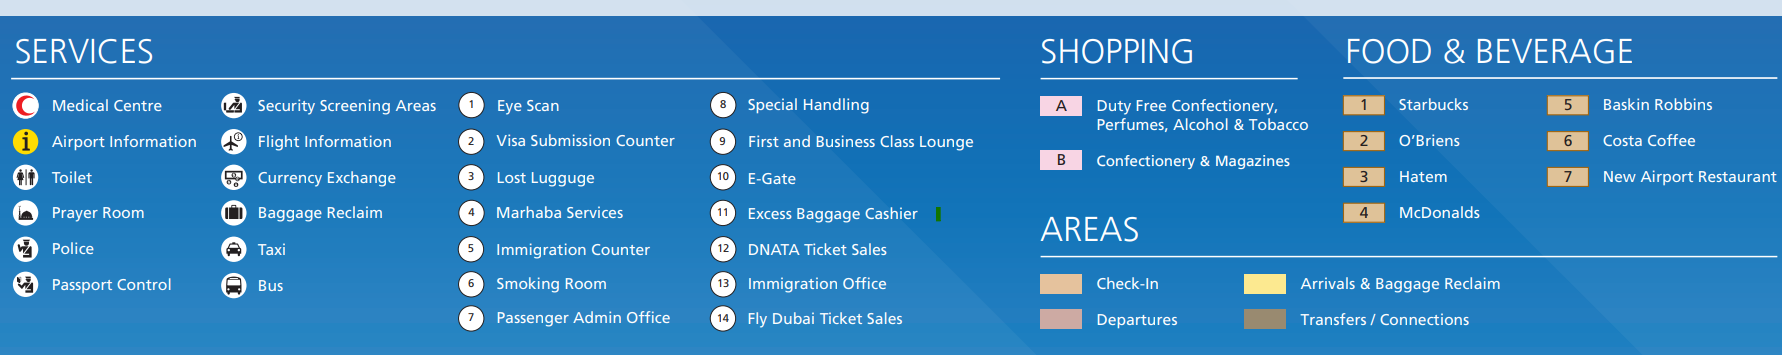 SERVICES
Medical Centre
Airport Information
i
Toilet
Prayer Room
Police
Passport Control
Security Screening Areas
Flight Information
Currency Exchange
Baggage Reclaim
Taxi
Bus
1 Eye Scan
2 Visa Submission Counter
3 Lost Lugguge
4 Marhaba Services
5 Immigration Counter
6 Smoking Room
7 Passenger Admin Office
8 Special Handling
9 First and Business Class Lounge
10 E-Gate
11 Excess Baggage Cashier
12 DNATA Ticket Sales
13 Immigration Office
14 Fly Dubai Ticket Sales
SHOPPING
A Duty Free Confectionery,
Perfumes, Alcohol & Tobacco
B Confectionery & Magazines
FOOD & BEVERAGE
1 Starbucks
2 O’Briens
3 Hatem
4 McDonalds
5 Baskin Robbins
6 Costa Coffee
7 New Airport Restaurant
AREAS
Check-In
Departures
Arrivals & Baggage Reclaim
Transfers / Connections